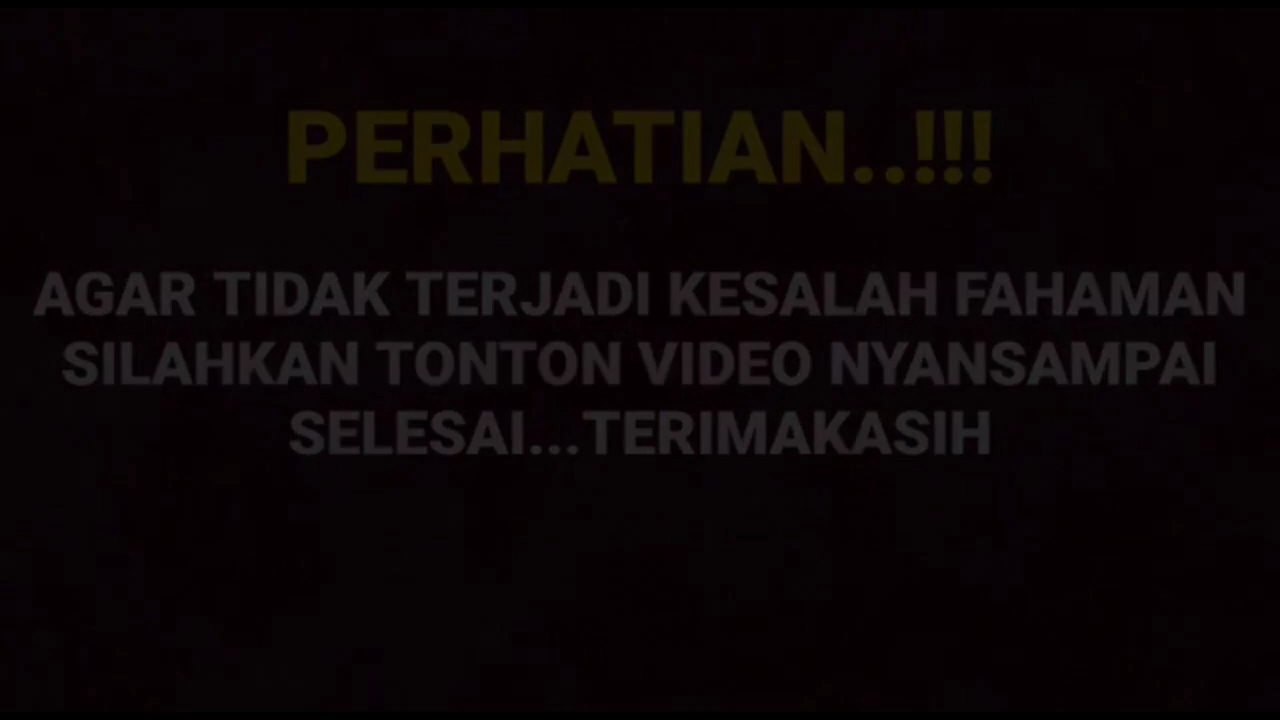 PERHATIAN..!!!
AGAR TIDAK TERJADI KESALAH FAHAMAN
SILAHKAN TONTON VIDEO NYANSAMPAI
SELESAI...TERIMAKASIH